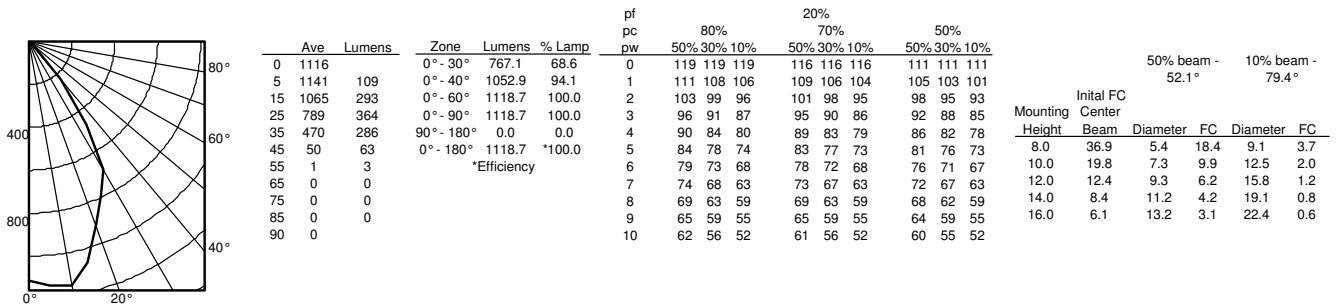 80°
60°
40°
400
800
0° 20°
Ave Lumens
0 1116
5 1141 109
15 1065 293
25 789 364
35 470 286
45 50 63
55 1 3
65 0 0
75 0 0
85 0 0
90 0
Zone Lumens % Lamp
0° - 30° 767.1 68.6
0° - 40° 1052.9 94.1
0° - 60° 1118.7 100.0
0° - 90° 1118.7 100.0
90° - 180° 0.0 0.0
0° - 180° 1118.7 *100.0
*Efficiency
pf 20%
pc 80% 70% 50%
pw 50% 30% 10% 50% 30% 10% 50% 30% 10%
0 119 119 119 116 116 116 111 111 111
1 111 108 106 109 106 104 105 103 101
2 103 99 96 101 98 95 98 95 93
3 96 91 87 95 90 86 92 88 85
4 90 84 80 89 83 79 86 82 78
5 84 78 74 83 77 73 81 76 73
6 79 73 68 78 72 68 76 71 67
7 74 68 63 73 67 63 72 67 63
8 69 63 59 69 63 59 68 62 59
9 65 59 55 65 59 55 64 59 55
10 62 56 52 61 56 52 60 55 52
50% beam - 10% beam -
52.1° 79.4°
Inital FC
Mounting Center
Height Beam Diameter FC Diameter FC
8.0 36.9 5.4 18.4 9.1 3.7
10.0 19.8 7.3 9.9 12.5 2.0
12.0 12.4 9.3 6.2 15.8 1.2
14.0 8.4 11.2 4.2 19.1 0.8
16.0 6.1 13.2 3.1 22.4 0.6